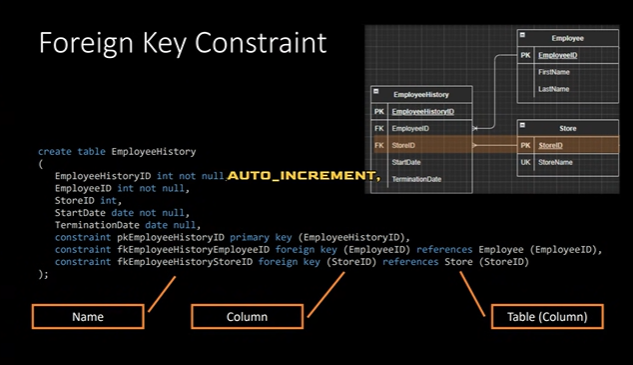 Foreign Key Constraint
Employee
PK EmployeeID
FirstName
LastName
EmployeeHistory
PK EmployeeHistoryID
FK EmployeeID
FK StoreID
StartDate
TerminationDate
Store
PK StoreID
UK StoreName
create table EmployeeHistory
(
EmployeeHistoryID int not null, AUTO_INCREMENT,
EmployeeID int not null,
StoreID int,
StartDate date not null,
TerminationDate date null,
constraint pkEmployeeHistoryID primary key (EmployeeHistoryID),
constraint fkEmployeeHistoryEmployeeID foreign key (EmployeeID) references Employee (EmployeeID),
constraint fkEmployeeHistoryStoreID foreign key (StoreID) references Store (StoreID)
);
Name
Column
Table (Column)